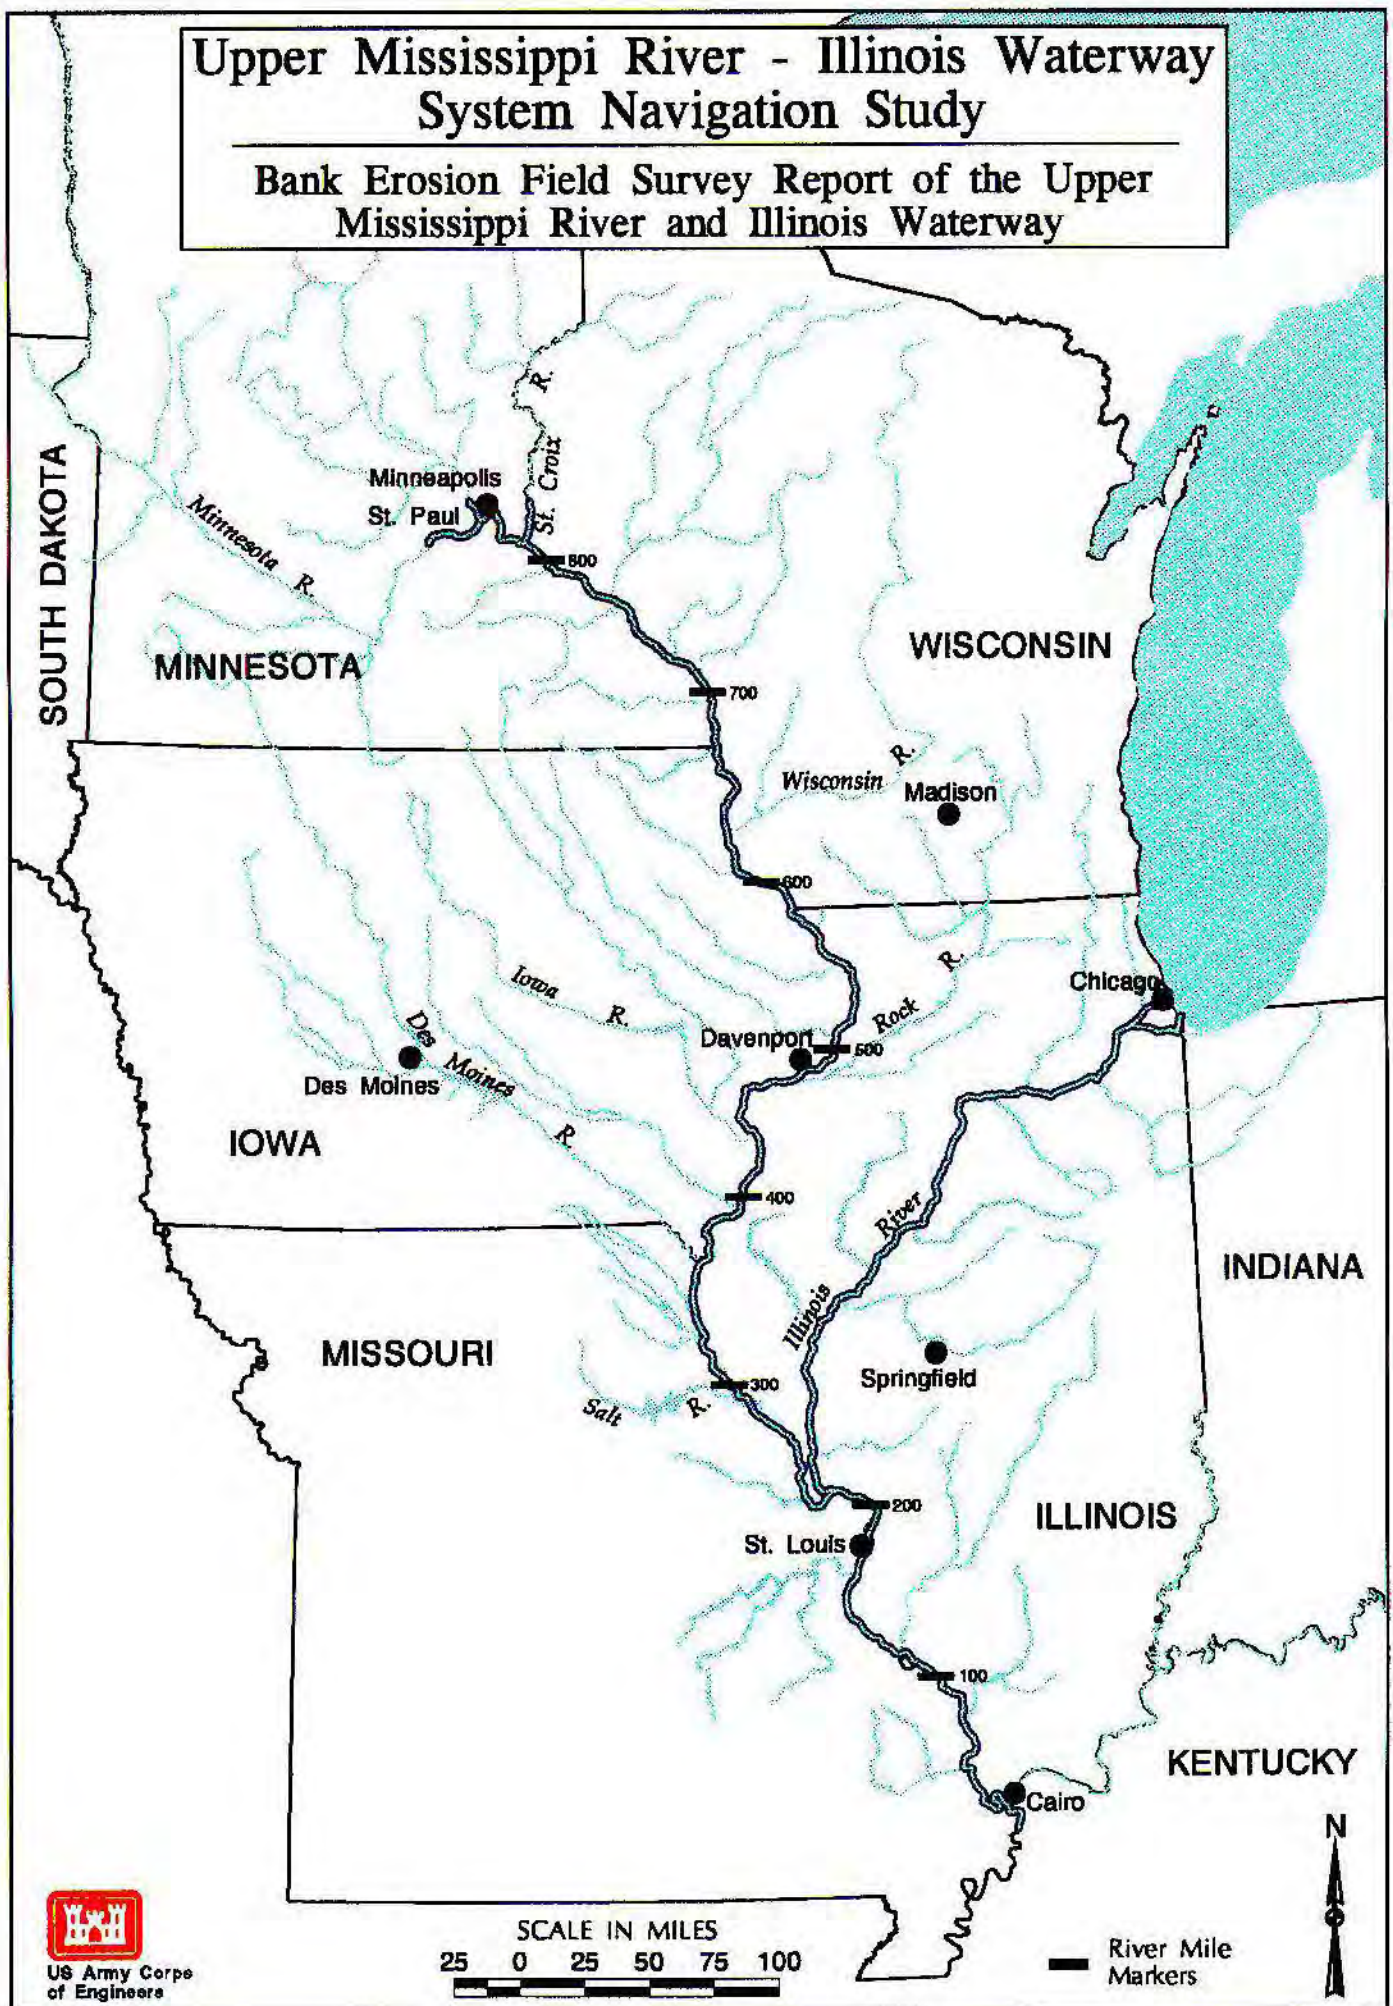 Upper Mississippi River - Illinois Waterway
System Navigation Study
Bank Erosion Field Survey Report of the Upper
Mississippi River and Illinois Waterway
R.
St. Croix
Minneapolis
St. Paul
SOUTH DAKOTA
Minnesota R.
800
MINNESOTA
WISCONSIN
700
Wisconsin R.
Madison
600
Iowa R.
Rock R.
Chicago
Davenport
500
Des Moines R.
Des Moines
IOWA
400
Illinois River
INDIANA
MISSOURI
Springfield
300
Salt R.
200
ILLINOIS
St. Louis
100
KENTUCKY
Cairo
N
SCALE IN MILES
25 0 25 50 75 100
River Mile
Markers
US Army Corps
of Engineers